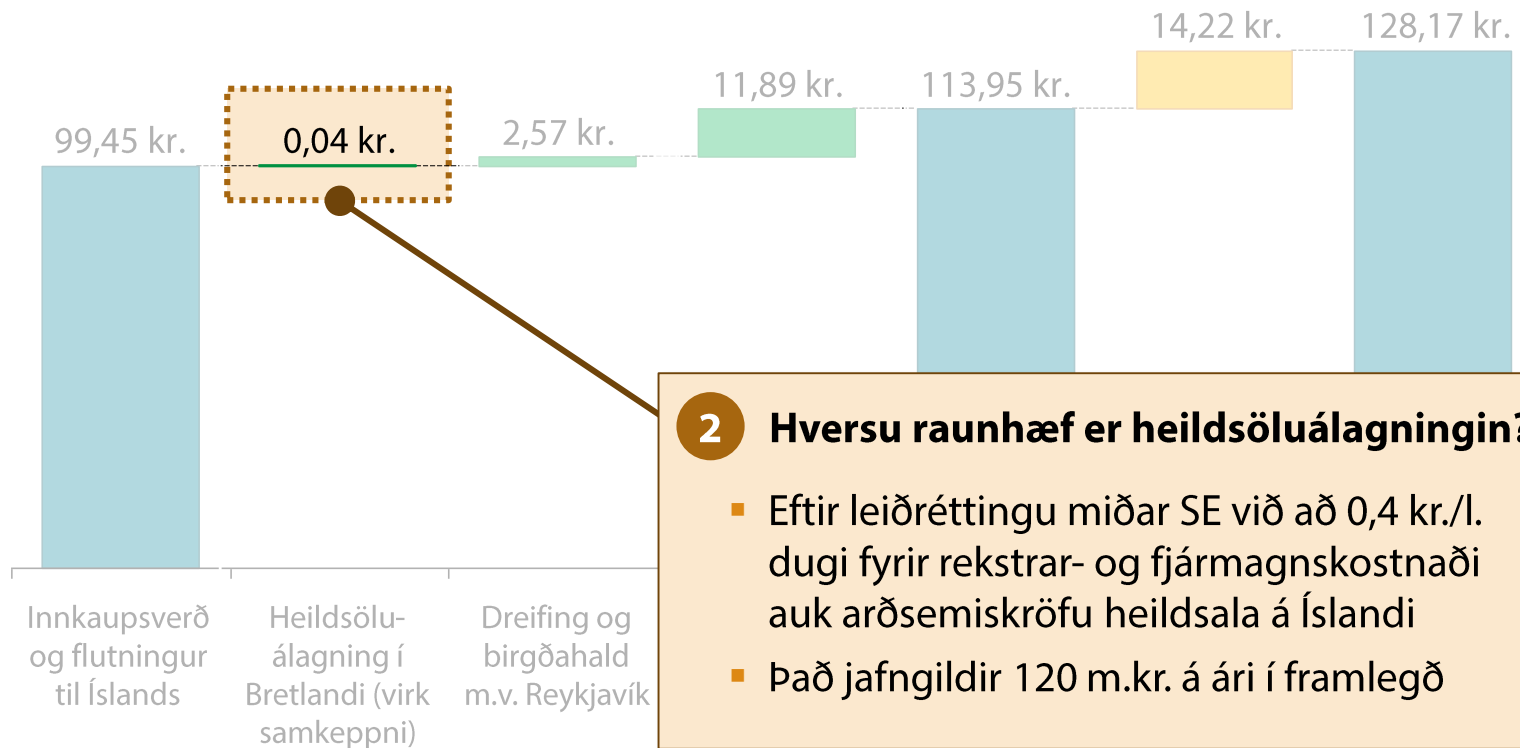 14,22 kr.
128,17 kr.
11,89 kr.
113,95 kr.
99,45 kr.
0,04 kr.
2,57 kr.
2 Hversu raunhæf er heildsöluálagningin?
Eftir leiðréttingu miðar SE við að 0,4 kr./l.
dugi fyrir rekstrar- og fjármagnskostnaði
auk arðsemiskröfu heildsala á Íslandi
Það jafngildir 120 m.kr. á ári í framlegð
Innkaupsverð
og flutningur
til Íslands
Heildsölu-
álagning í
Bretlandi (virk
samkeppni)
Dreifing og
birgðahald
m.v. Reykjavík